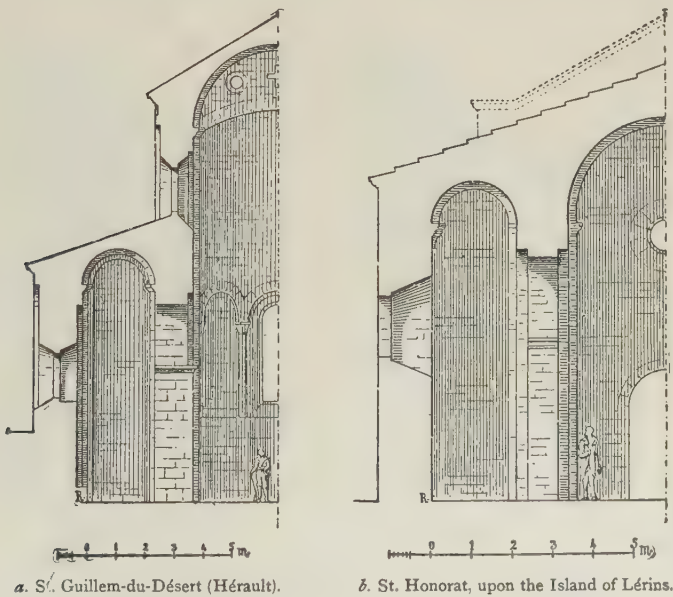 R.
R.
0 1 2 3 4 5 M.
0 1 2 3 4 5 M.
a. St. Guillem-du-Désert (Hérault).
b. St. Honorat, upon the Island of Lérins.